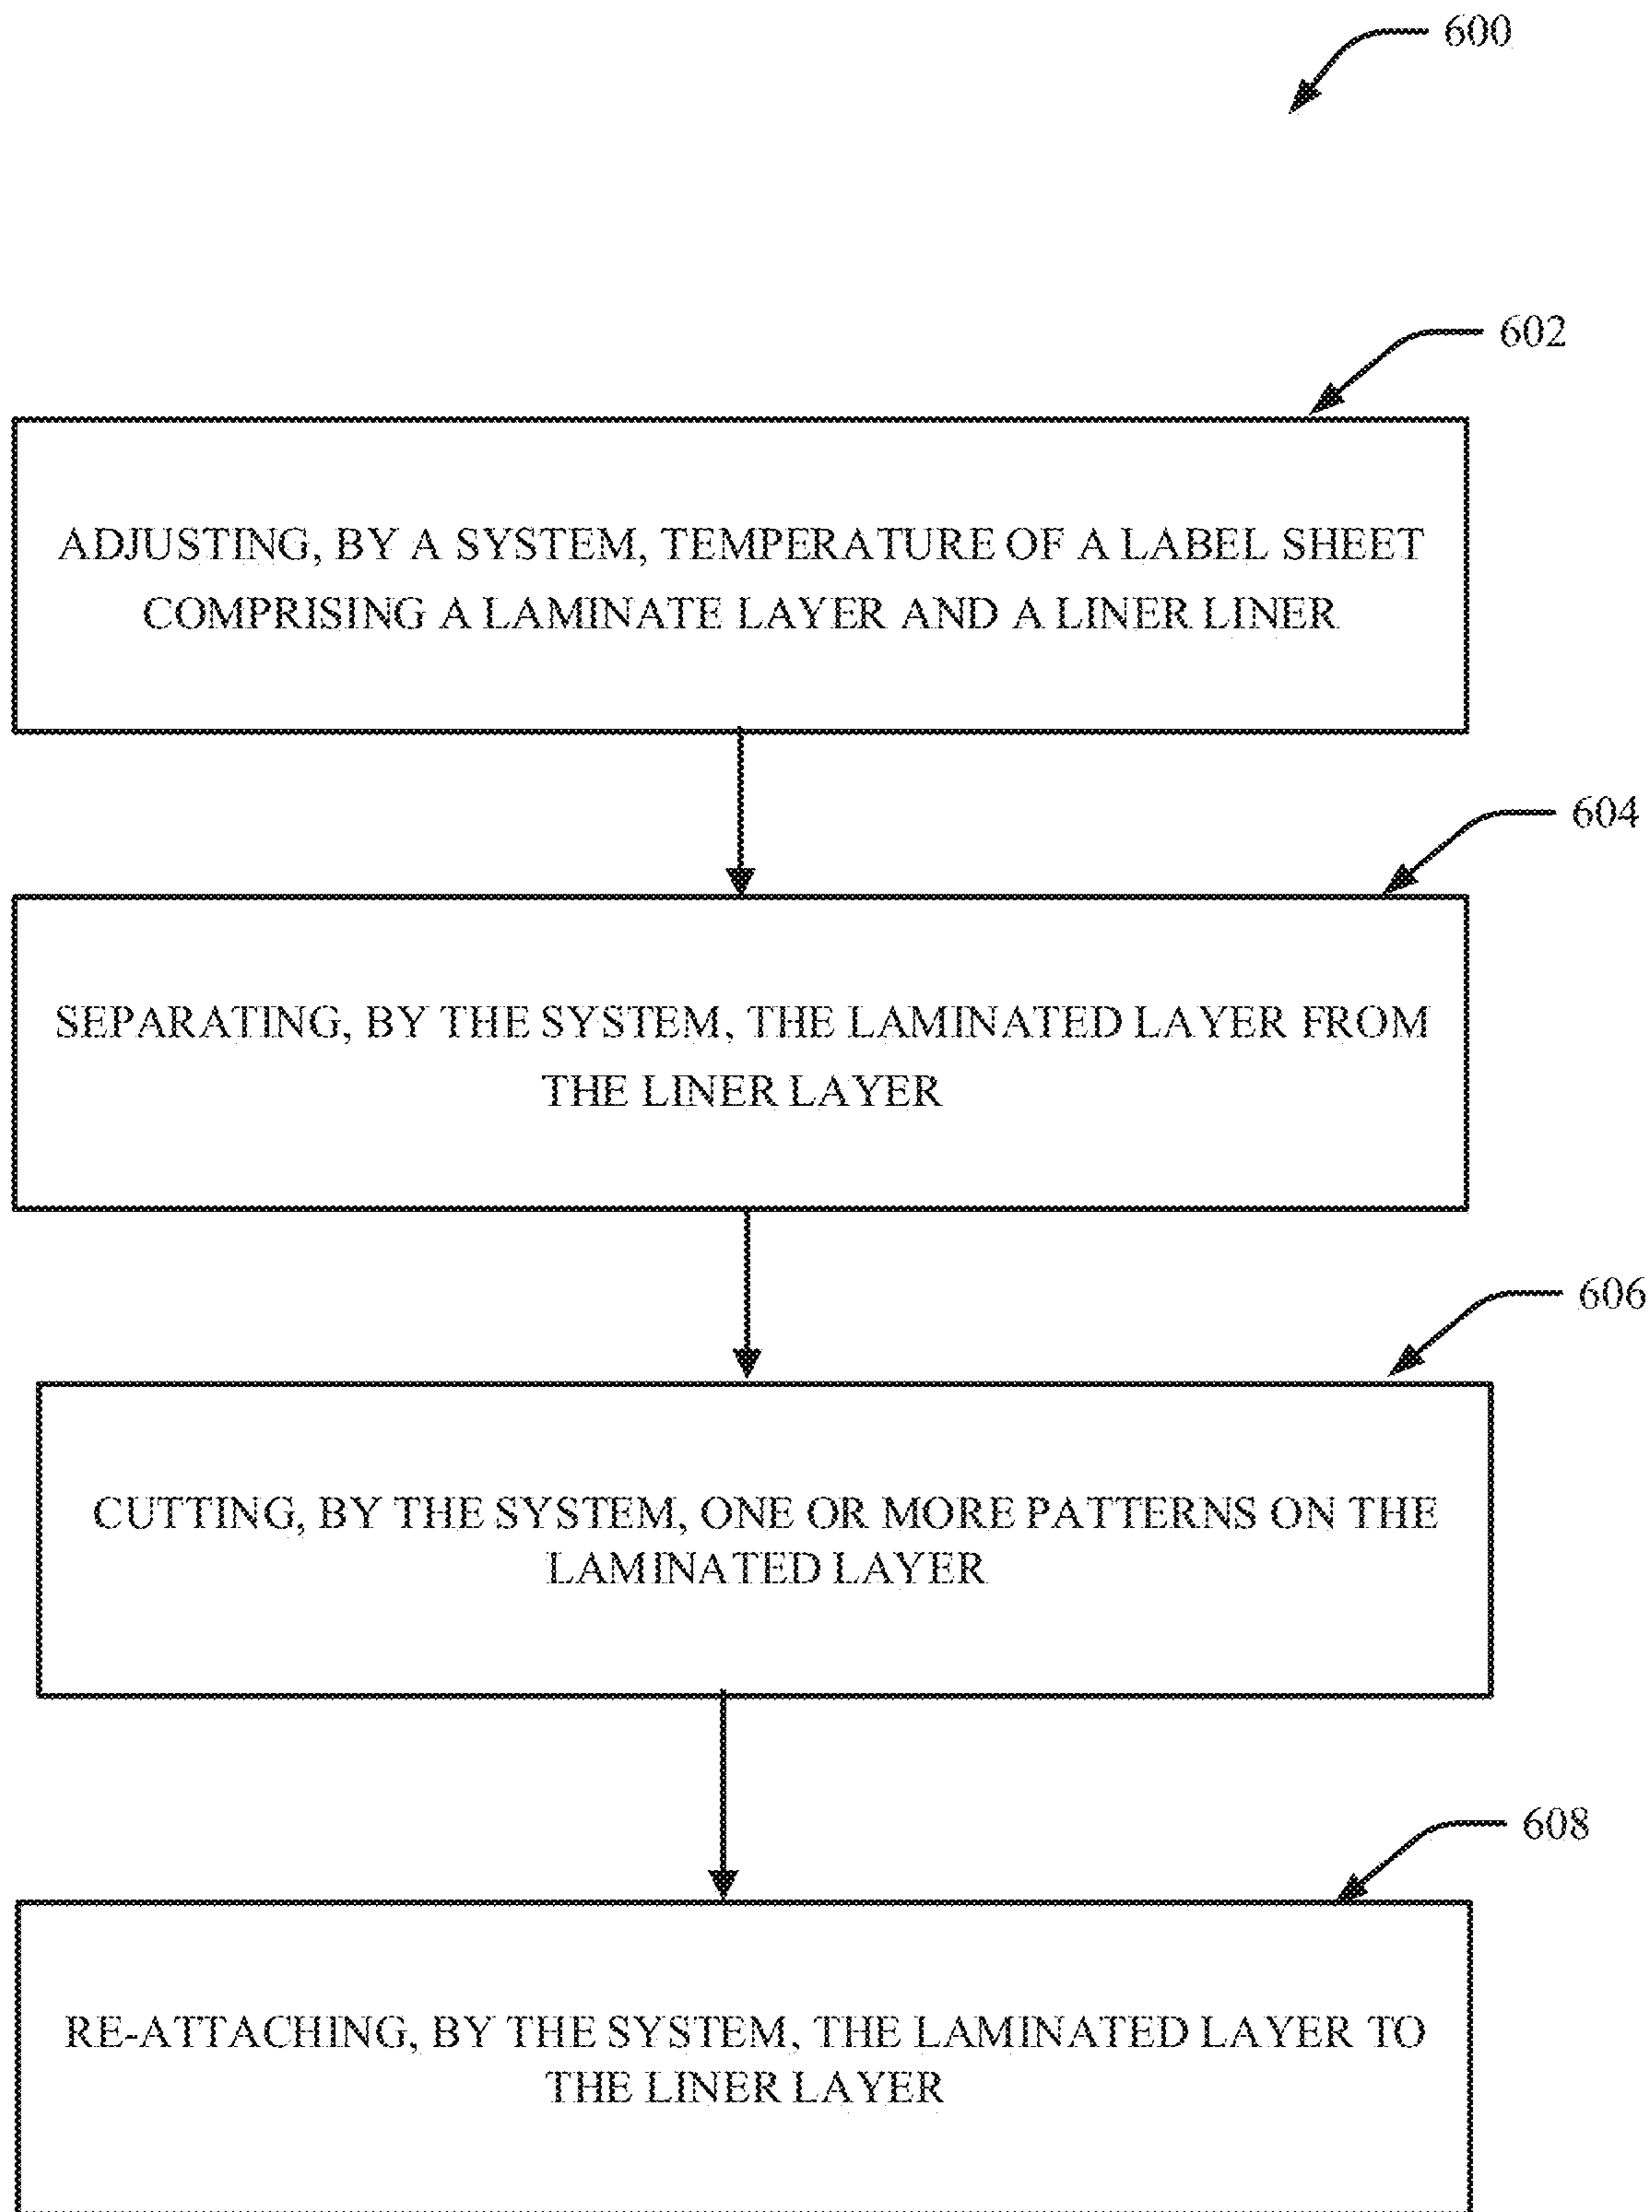 600
602
ADJUSTING, BY A SYSTEM, TEMPERATURE OF A LABEL SHEET
COMPRISING A LAMINATE LAYER AND A LINER LINER
604
SEPARATING, BY THE SYSTEM, THE LAMINATED LAYER FROM
THE LINER LAYER
606
CUTTING, BY THE SYSTEM, ONE OR MORE PATTERNS ON THE
LAMINATED LAYER
608
RE-ATTACHING, BY THE SYSTEM, THE LAMINATED LAYER TO
THE LINER LAYER